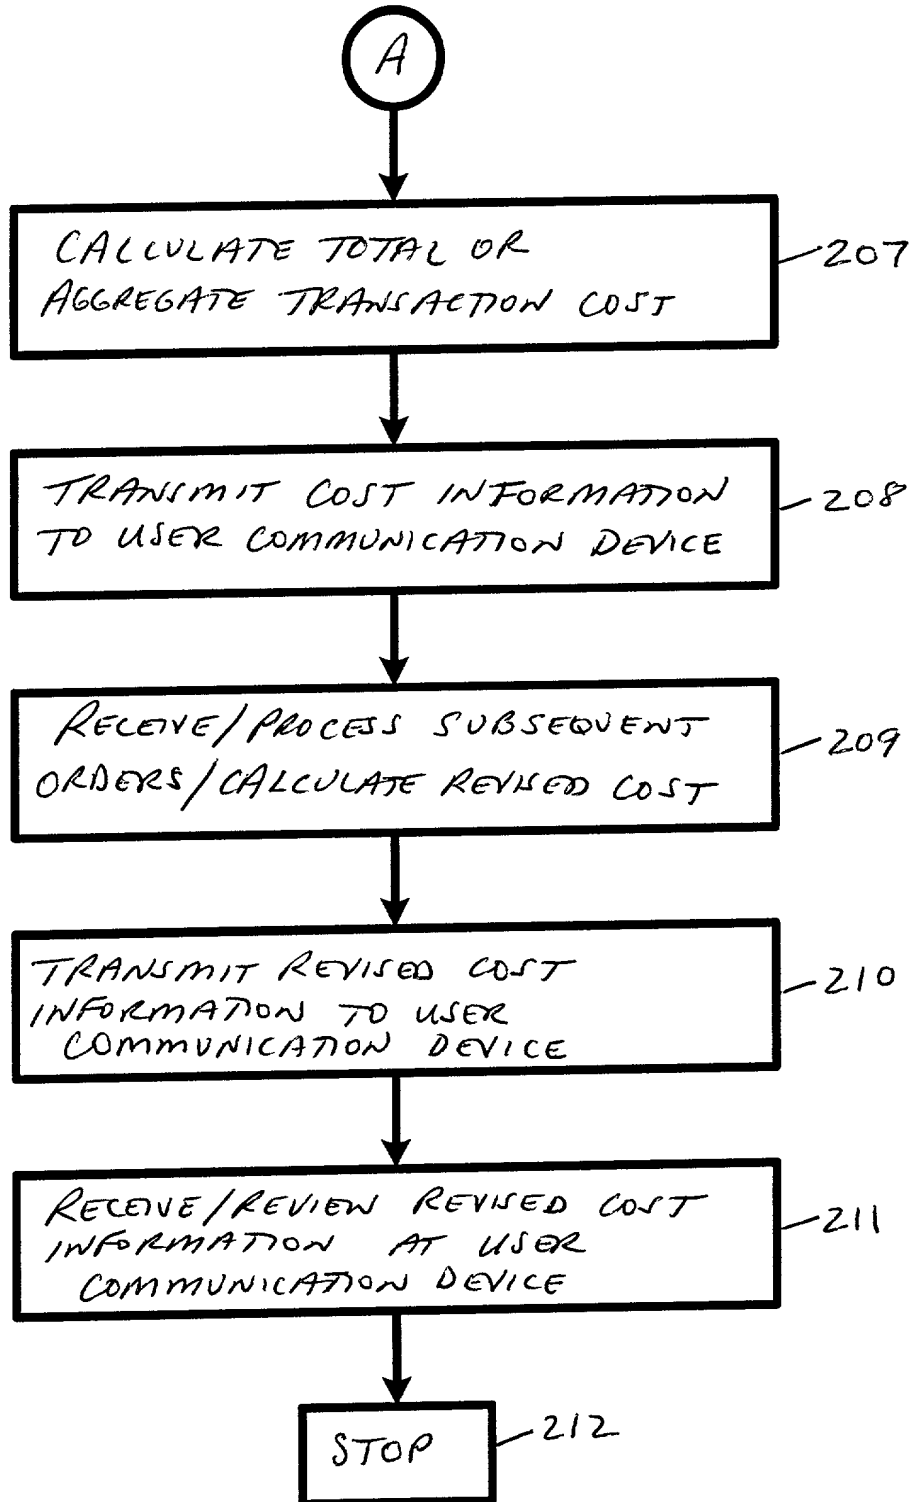 A
CALCULATE TOTAL OR
AGGREGATE TRANSACTION COST
207
TRANSMIT COST INFORMATION
TO USER COMMUNICATION DEVICE
208
RECEIVE/PROCESS SUBSEQUENT
ORDERS/CALCULATE REVISED COST
209
TRANSMIT REVISED COST
INFORMATION TO USER
COMMUNICATION DEVICE
210
RECEIVE/REVIEW REVISED COST
INFORMATION AT USER
COMMUNICATION DEVICE
211
STOP
212